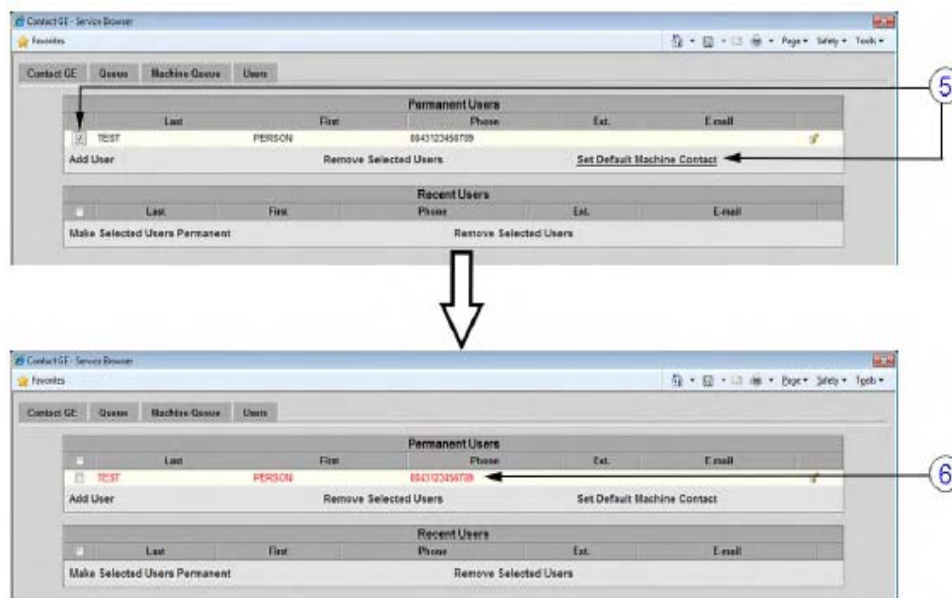 Contact GE - Service Browser
Favorites
Page Safety Tools
Contact GE Queue Machine Queue Users
5
Permanent Users
Last First Phone Ext. E-mail
TEST PERSON 0043123456789
Add User Remove Selected Users Set Default Machine Contact
Recent Users
Last First Phone Ext. E-mail
Make Selected Users Permanent Remove Selected Users
Contact GE - Service Browser
Favorites
Page Safety Tools
Contact GE Queue Machine Queue Users
Permanent Users
Last First Phone Ext. E-mail
TEST PERSON 0043123456789
6
Add User Remove Selected Users Set Default Machine Contact
Recent Users
Last First Phone Ext. E-mail
Make Selected Users Permanent Remove Selected Users